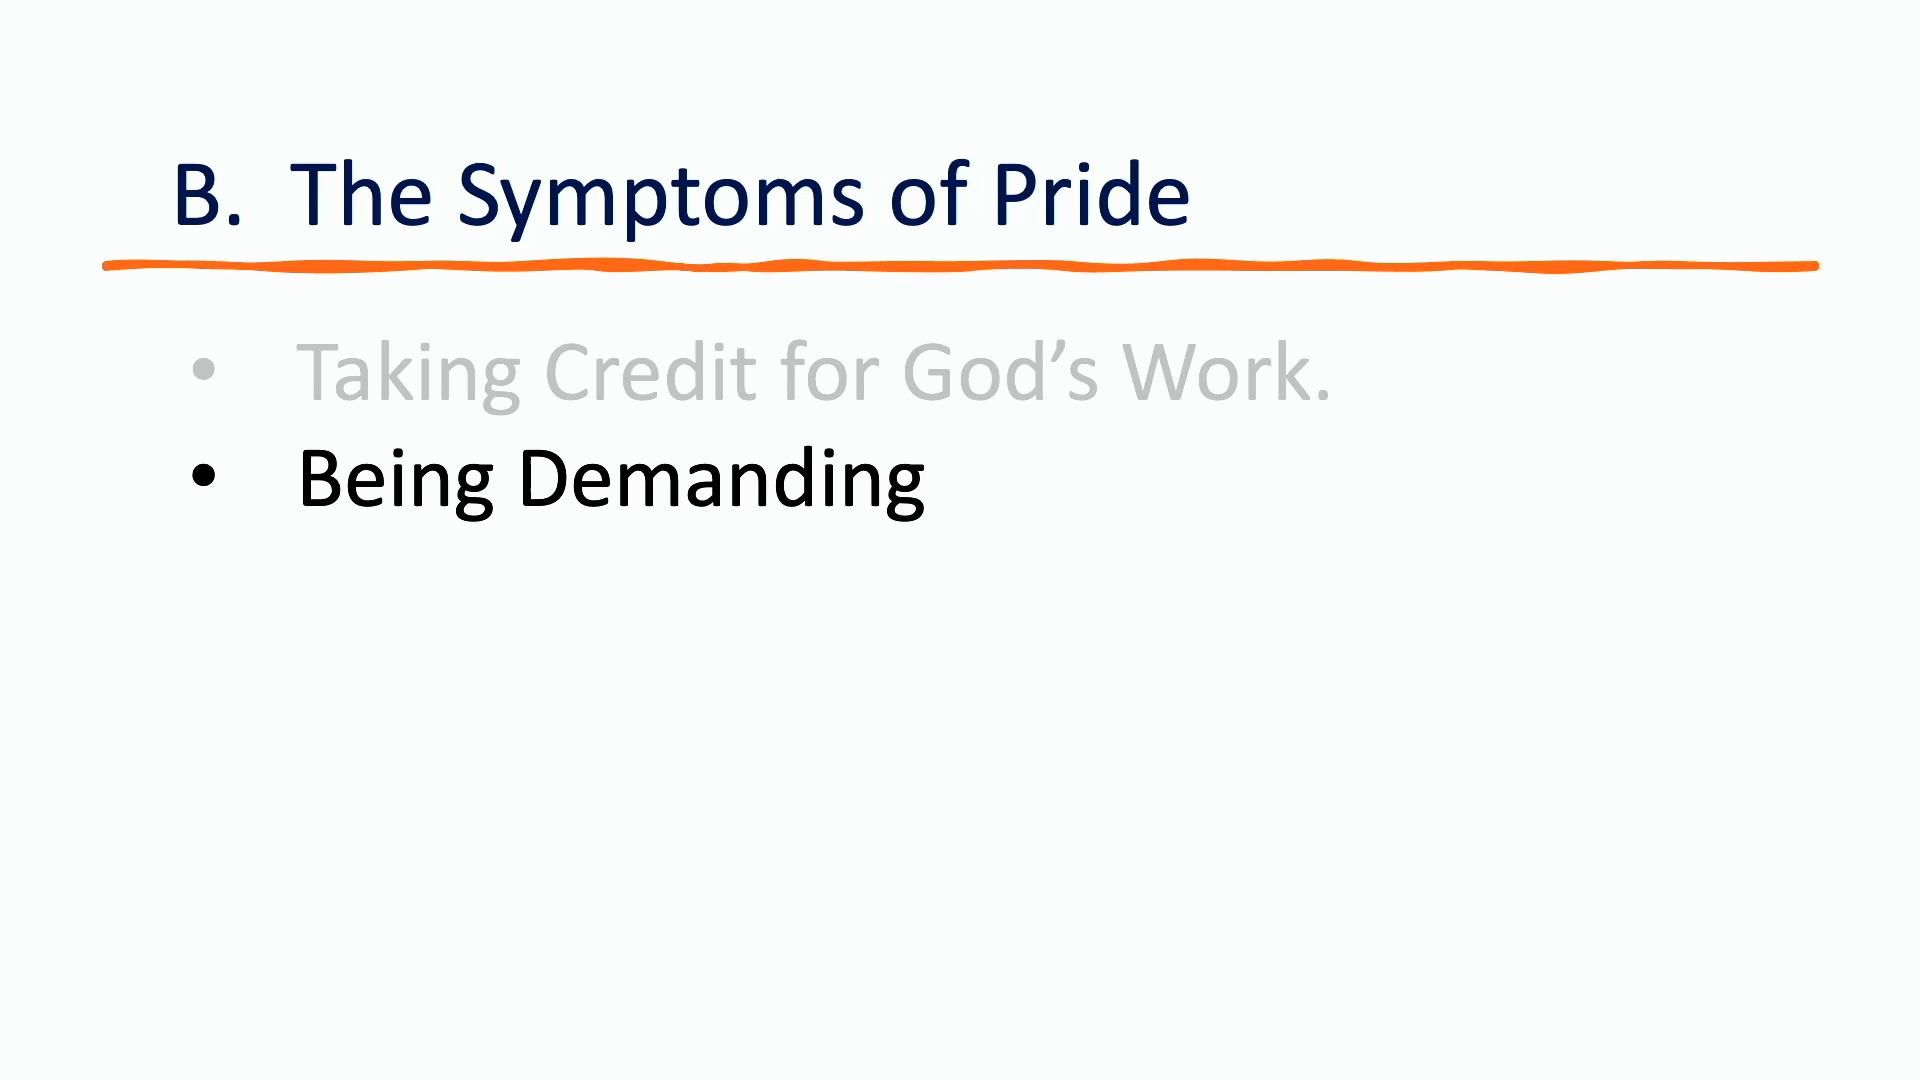 B. The Symptoms of Pride
• Taking Credit for God’s Work.
• Being Demanding